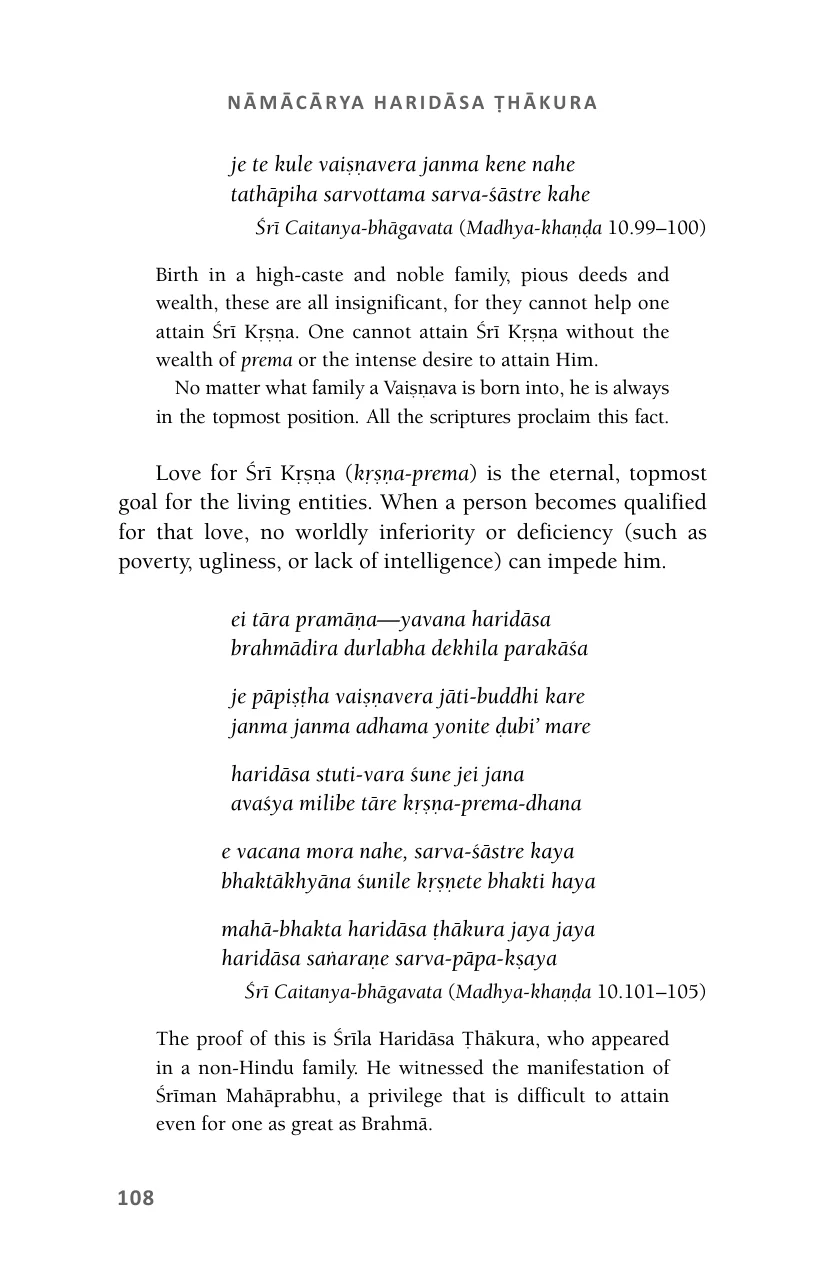 NĀMĀCĀRYA HARIDĀSA ṬHĀKURA
je te kule vaiṣṇavera janma kene nahe
tathāpiha sarvottama sarva-śāstre kahe
Śrī Caitanya-bhāgavata (Madhya-khaṇḍa 10.99–100)
Birth in a high-caste and noble family, pious deeds and
wealth, these are all insignificant, for they cannot help one
attain Śrī Kṛṣṇa. One cannot attain Śrī Kṛṣṇa without the
wealth of prema or the intense desire to attain Him.
No matter what family a Vaiṣṇava is born into, he is always
in the topmost position. All the scriptures proclaim this fact.
Love for Śrī Kṛṣṇa (kṛṣṇa-prema) is the eternal, topmost
goal for the living entities. When a person becomes qualified
for that love, no worldly inferiority or deficiency (such as
poverty, ugliness, or lack of intelligence) can impede him.
ei tāra pramāṇa—yavana haridāsa
brahmādira durlabha dekhila parakāśa
je pāpiṣṭha vaiṣṇavera jāti-buddhi kare
janma janma adhama yonite ḍubi’ mare
haridāsa stuti-vara śune jei jana
avaśya milibe tāre kṛṣṇa-prema-dhana
e vacana mora nahe, sarva-śāstre kaya
bhaktākhyāna śunile kṛṣṇete bhakti haya
mahā-bhakta haridāsa ṭhākura jaya jaya
haridāsa saṅaraṇe sarva-pāpa-kṣaya
Śrī Caitanya-bhāgavata (Madhya-khaṇḍa 10.101–105)
The proof of this is Śrīla Haridāsa Ṭhākura, who appeared
in a non-Hindu family. He witnessed the manifestation of
Śrīman Mahāprabhu, a privilege that is difficult to attain
even for one as great as Brahmā.
108